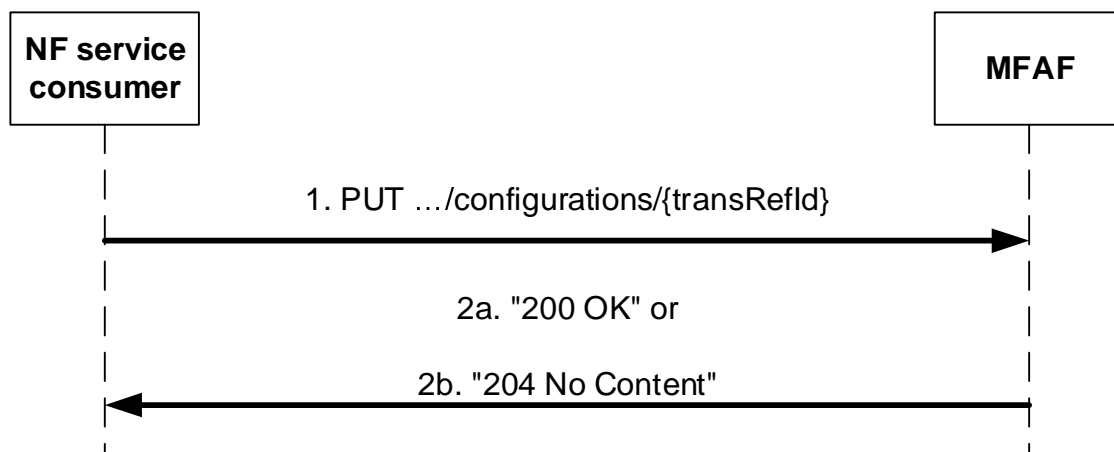 NF service
consumer
MFAF
1. PUT …/configurations/{transRefId}
2a. "200 OK" or
2b. "204 No Content"